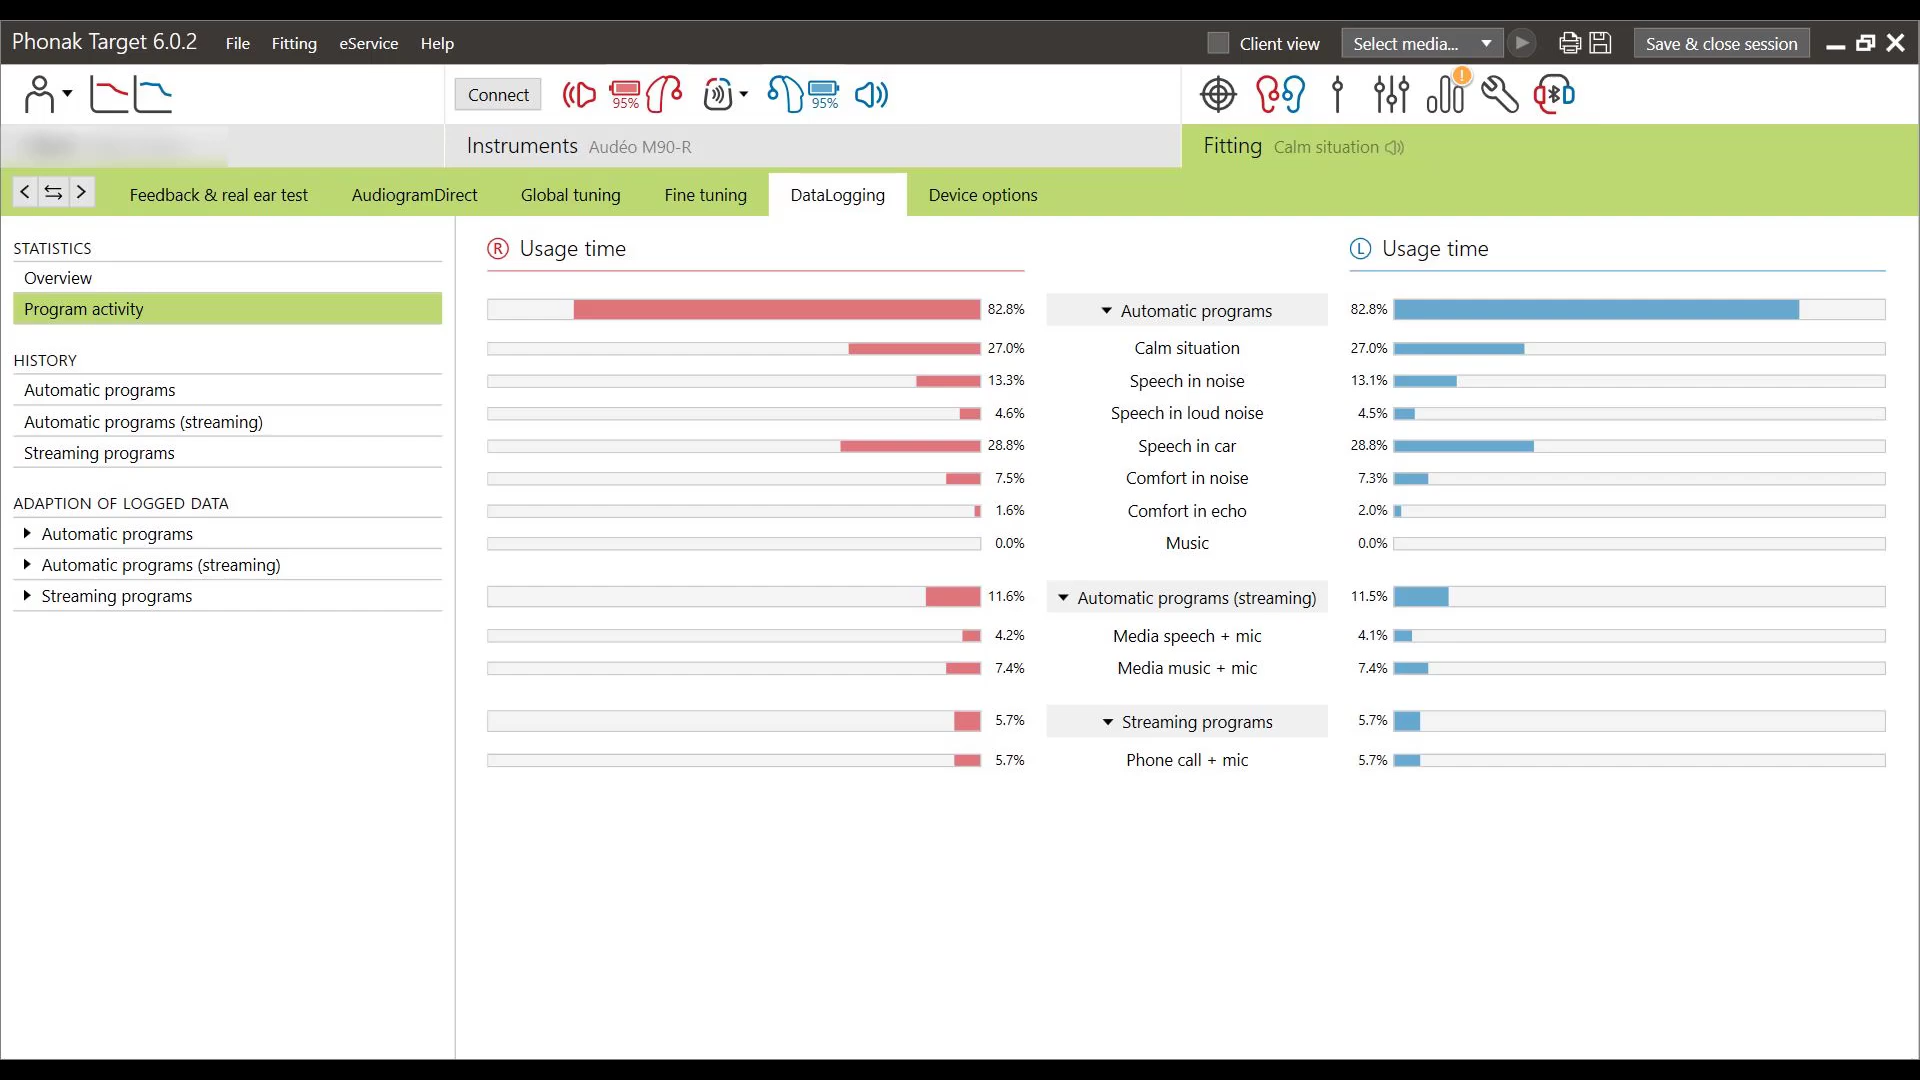 Phonak Target 6.0.2 File Fitting eService Help Client view Select media... Save & close session
Connect 95% 95% !
Instruments Audéo M90-R Fitting Calm situation
Feedback & real ear test AudiogramDirect Global tuning Fine tuning DataLogging Device options
STATISTICS
Overview
Program activity
HISTORY
Automatic programs
Automatic programs (streaming)
Streaming programs
ADAPTION OF LOGGED DATA
Automatic programs
Automatic programs (streaming)
Streaming programs
R Usage time L Usage time
82.8% Automatic programs 82.8%
27.0% Calm situation 27.0%
13.3% Speech in noise 13.1%
4.6% Speech in loud noise 4.5%
28.8% Speech in car 28.8%
7.5% Comfort in noise 7.3%
1.6% Comfort in echo 2.0%
0.0% Music 0.0%
11.6% Automatic programs (streaming) 11.5%
4.2% Media speech + mic 4.1%
7.4% Media music + mic 7.4%
5.7% Streaming programs 5.7%
5.7% Phone call + mic 5.7%